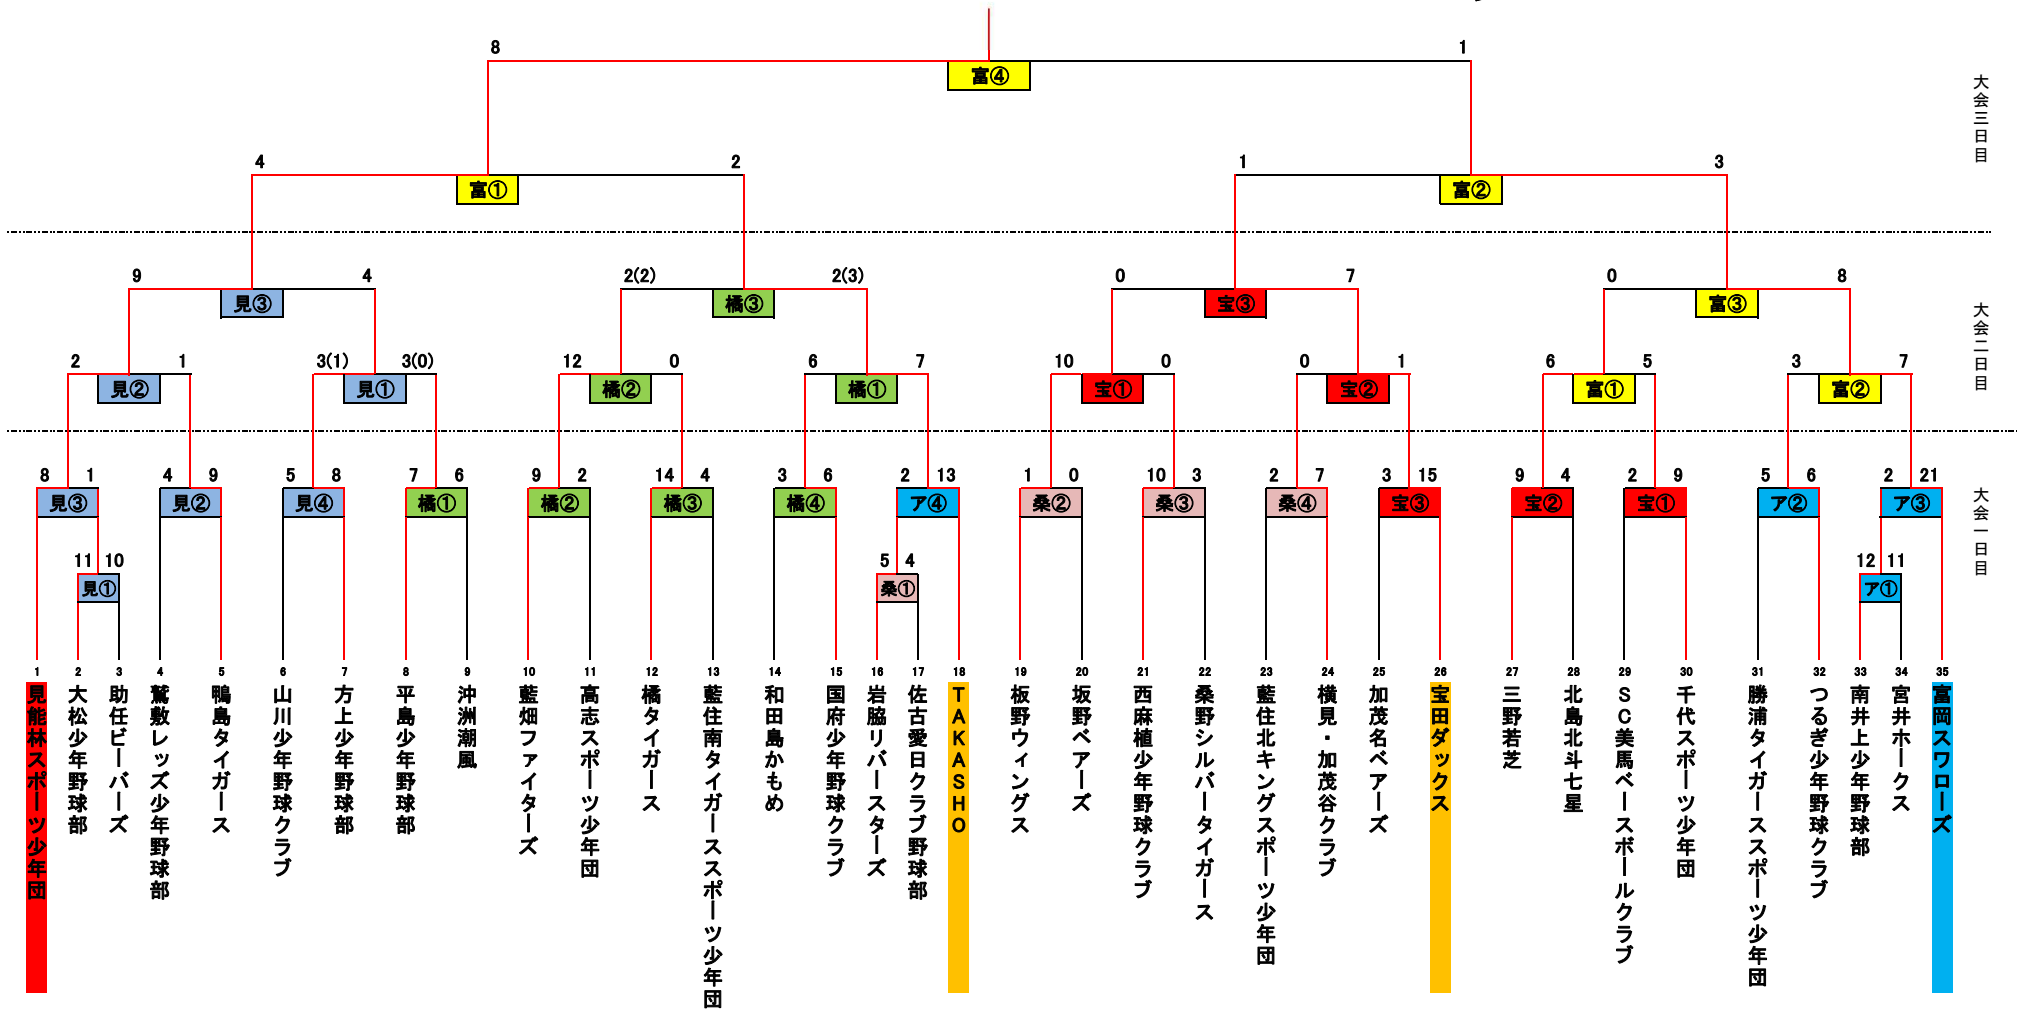 8 1
富④
大会三日目
4 2 1 3
富① 富②
9 4 2(2) 2(3) 0 7 0 8
見③ 橘③ 宝③ 富③
大会二日目
2 1 3(1) 3(0) 12 0 6 7 10 0 0 1 6 5 3 7
見② 見① 橘② 橘① 宝① 宝② 富① 富②
8 1 4 9 5 8 7 6 9 2 14 4 3 6 2 13 1 0 10 3 2 7 3 15 9 4 2 9 5 6 2 21
見③ 見② 見④ 橘① 橘② 橘③ 橘④ ア④ 桑② 桑③ 桑④ 宝③ 宝② 宝① ア② ア③
大会一日目
11 10 5 4 12 11
見① 桑① ア①
1 2 3 4 5 6 7 8 9 10 11 12 13 14 15 16 17 18 19 20 21 22 23 24 25 26 27 28 29 30 31 32 33 34 35
見能林スポーツ少年団
大松少年野球部
助任ビーバーズ
鷲敷レッズ少年野球部
鴨島タイガース
山川少年野球クラブ
方上少年野球部
平島少年野球部
沖洲潮風
藍畑ファイターズ
高志スポーツ少年団
橘タイガース
藍住南タイガーススポーツ少年団
和田島かもめ
国府少年野球クラブ
岩脇リバースターズ
佐古愛日クラブ野球部
TAKASHO
板野ウィングス
坂野ベアーズ
西麻植少年野球クラブ
桑野シルバータイガース
藍住北キングスポーツ少年団
横見・加茂谷クラブ
加茂名ベアーズ
宝田ダックス
三野若芝
北島北斗七星
SC美馬ベースボールクラブ
千代スポーツ少年団
勝浦タイガーススポーツ少年団
つるぎ少年野球クラブ
南井上少年野球部
宮井ホークス
富岡スワローズ